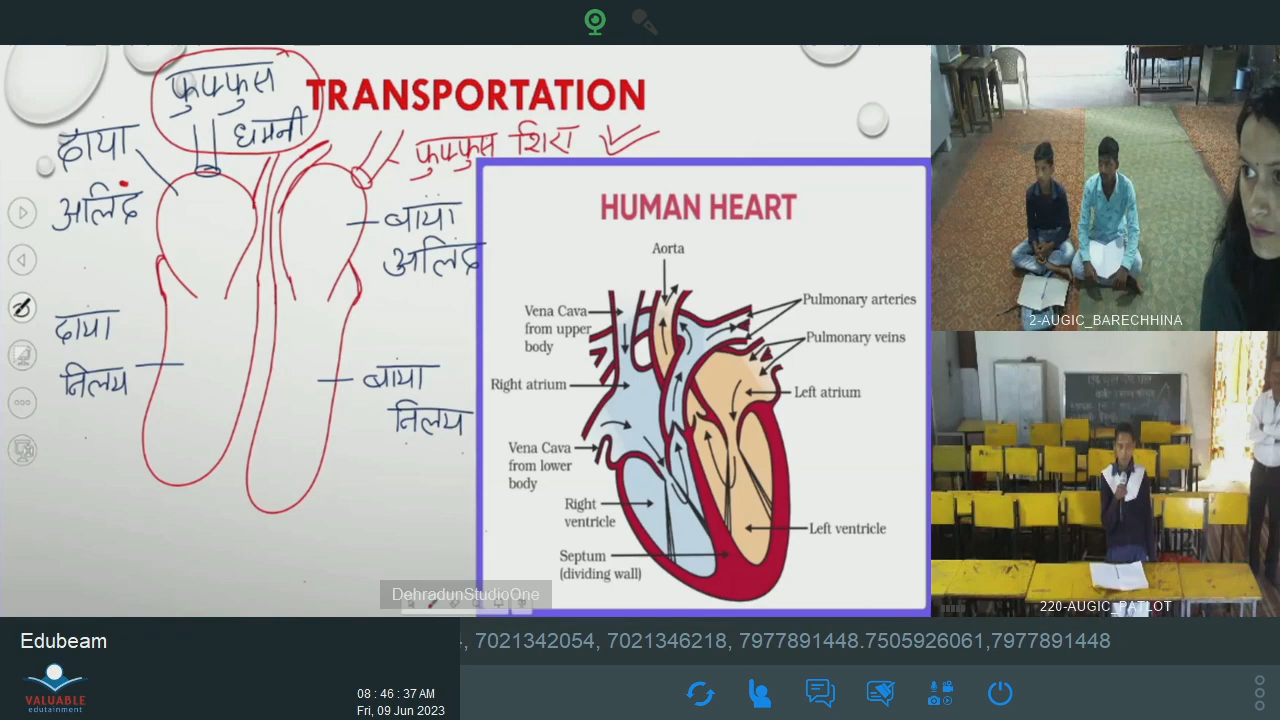 TRANSPORTATION
फुफ्फुस
धमनी
दाया
अलिंद
फुफ्फुस शिरा
बाया
अलिंद
दाया
निलय
बाया
निलय
HUMAN HEART
Aorta
Vena Cava
from upper
body
Pulmonary arteries
Pulmonary veins
Right atrium
Left atrium
Vena Cava
from lower
body
Right
ventricle
Left ventricle
Septum
(dividing wall)
DehradunStudioOne
2-AUGIC_BARECHHINA
220-AUGIC_PATLOT
Edubeam
, 7021342054, 7021346218, 7977891448.7505926061,7977891448
VALUABLE
edutainment
08 : 46 : 37 AM
Fri, 09 Jun 2023